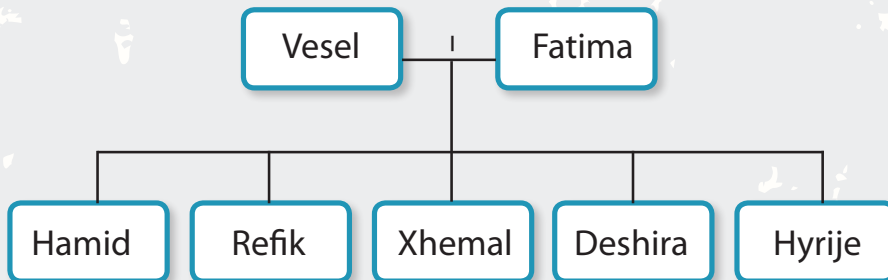 Vesel
I
Fatima
Hamid
Refik
Xhemal
Deshira
Hyrije